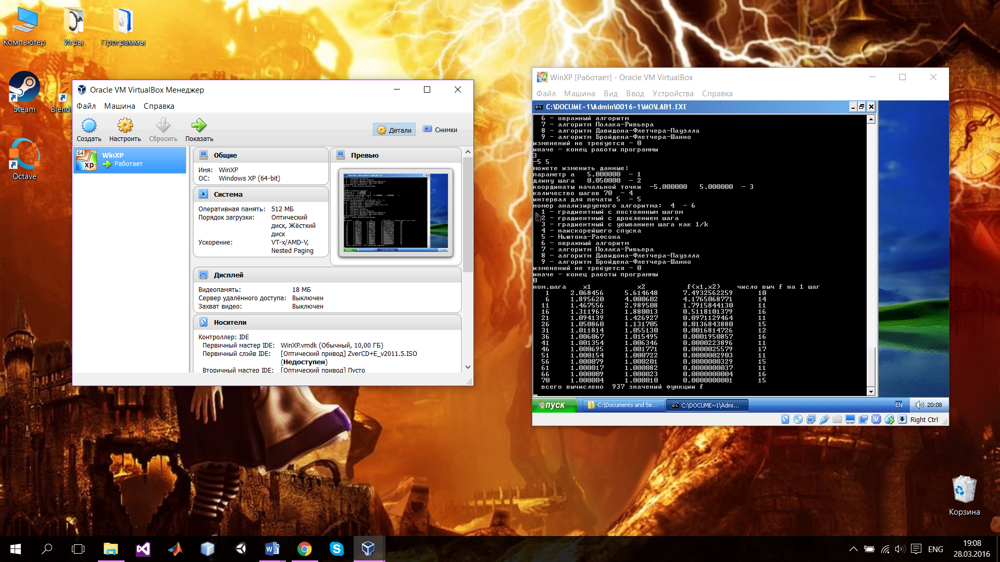 Компьютер
Игры
Программы
Steam
Blende
Octave
Oracle VM VirtualBox Менеджер
Файл Машина Справка
Создать Настроить Сбросить Показать
Детали Снимки
64 xp WinXP
Работает
Общие
Имя: WinXP
ОС: Windows XP (64-bit)
Система
Оперативная память: 512 МБ
Порядок загрузки: Оптический
диск, Жёсткий
диск
Ускорение: VT-x/AMD-V,
Nested Paging
Превью
Дисплей
Видеопамять: 18 МБ
Сервер удалённого доступа: Выключен
Захват видео: Выключен
Носители
Контроллер: IDE
Первичный мастер IDE: WinXP.vmdk (Обычный, 10,00 ГБ)
Первичный слэйв IDE: [Оптический привод] ZverCD+E_v2011.5.ISO
(Недоступен)
Вторичный мастер IDE: [Оптический привод] Пусто
WinXP [Работает] - Oracle VM VirtualBox
Файл Машина Вид Ввод Устройства Справка
C:\DOCUME~1\Admin\0016~1\MO\LAB1.EXE
6 - овражный алгоритм
7 - алгоритм Полака-Ривьера
8 - алгоритм Давидона-Флетчера-Пауэлла
9 - алгоритм Бройдена-Флетчера-Шанно
изменений не требуется - 0
иначе - конец работы программы
3
-5 5
можете изменить данные:
параметр a 5.000000 - 1
длину шага 0.050000 - 2
координаты начальной точки -5.000000 5.000000 - 3
количество шагов 70 - 4
интервал для печати 5 - 5
номер анализируемого алгоритма: 4 - 6
1 - градиентный с постоянным шагом
2 - градиентный с дроблением шага
3 - градиентный с убыванием шага как 1/k
4 - наискорейшего спуска
5 - Ньютона-Рафсона
6 - овражный алгоритм
7 - алгоритм Полака-Ривьера
8 - алгоритм Давидона-Флетчера-Пауэлла
9 - алгоритм Бройдена-Флетчера-Шанно
изменений не требуется - 0
иначе - конец работы программы
0
ном.шага x1 x2 f(x1,x2) число выч f на 1 шаг
1 2.068456 5.614648 7.4932562259 10
6 1.895620 4.000602 4.1765068771 14
11 1.467556 2.989508 1.7915844130 11
16 1.311963 1.880013 0.5118101379 16
21 1.094139 1.426927 0.0971129464 11
26 1.050860 1.131705 0.0136843880 15
31 1.011814 1.055130 0.0016814726 12
36 1.006067 1.015495 0.0001950857 16
41 1.001354 1.006346 0.0000223896 11
46 1.000695 1.001771 0.0000025579 17
51 1.000154 1.000722 0.0000002903 11
56 1.000079 1.000201 0.0000000329 15
61 1.000017 1.000082 0.0000000037 11
66 1.000009 1.000023 0.0000000004 16
70 1.000004 1.000010 0.0000000001 15
всего вычислено 937 значений функции f
пуск C:\Documents and Se... C:\DOCUME~1\Admi... EN 20:08
Right Ctrl
Корзина
ENG
19:08
28.03.2016